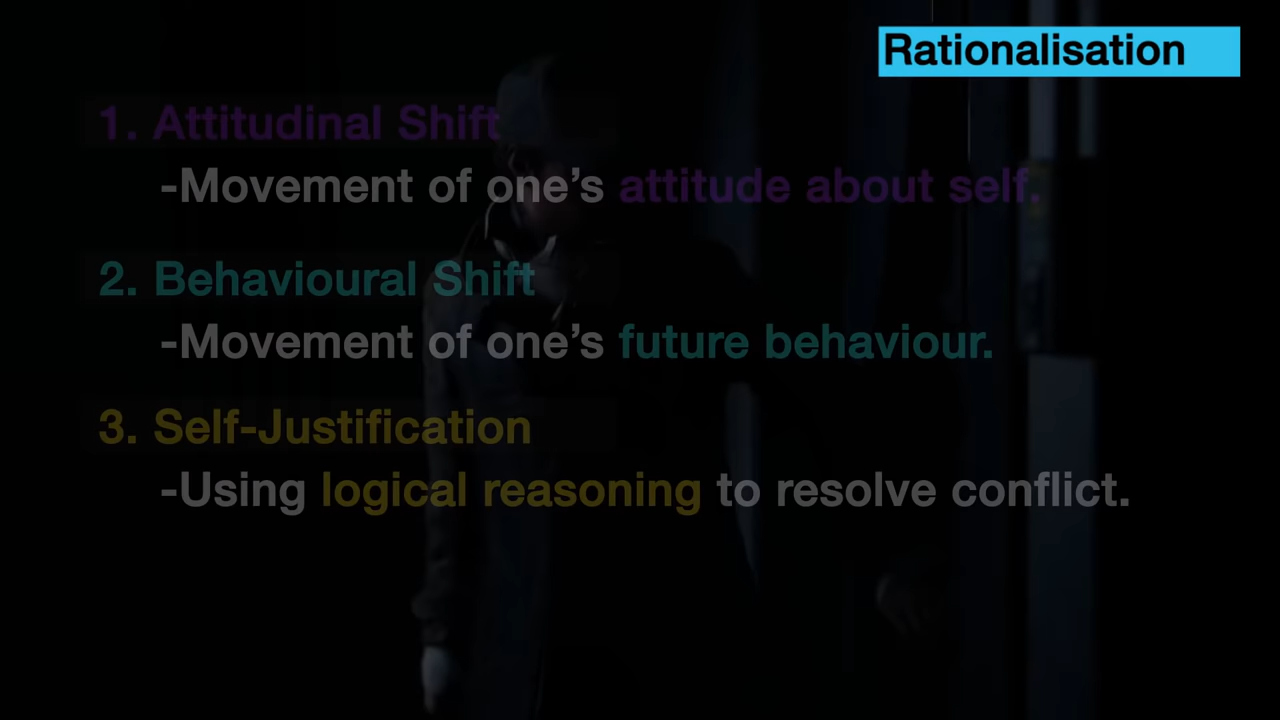 Rationalisation
1. Attitudinal Shift
-Movement of one’s attitude about self.
2. Behavioural Shift
-Movement of one’s future behaviour.
3. Self-Justification
-Using logical reasoning to resolve conflict.